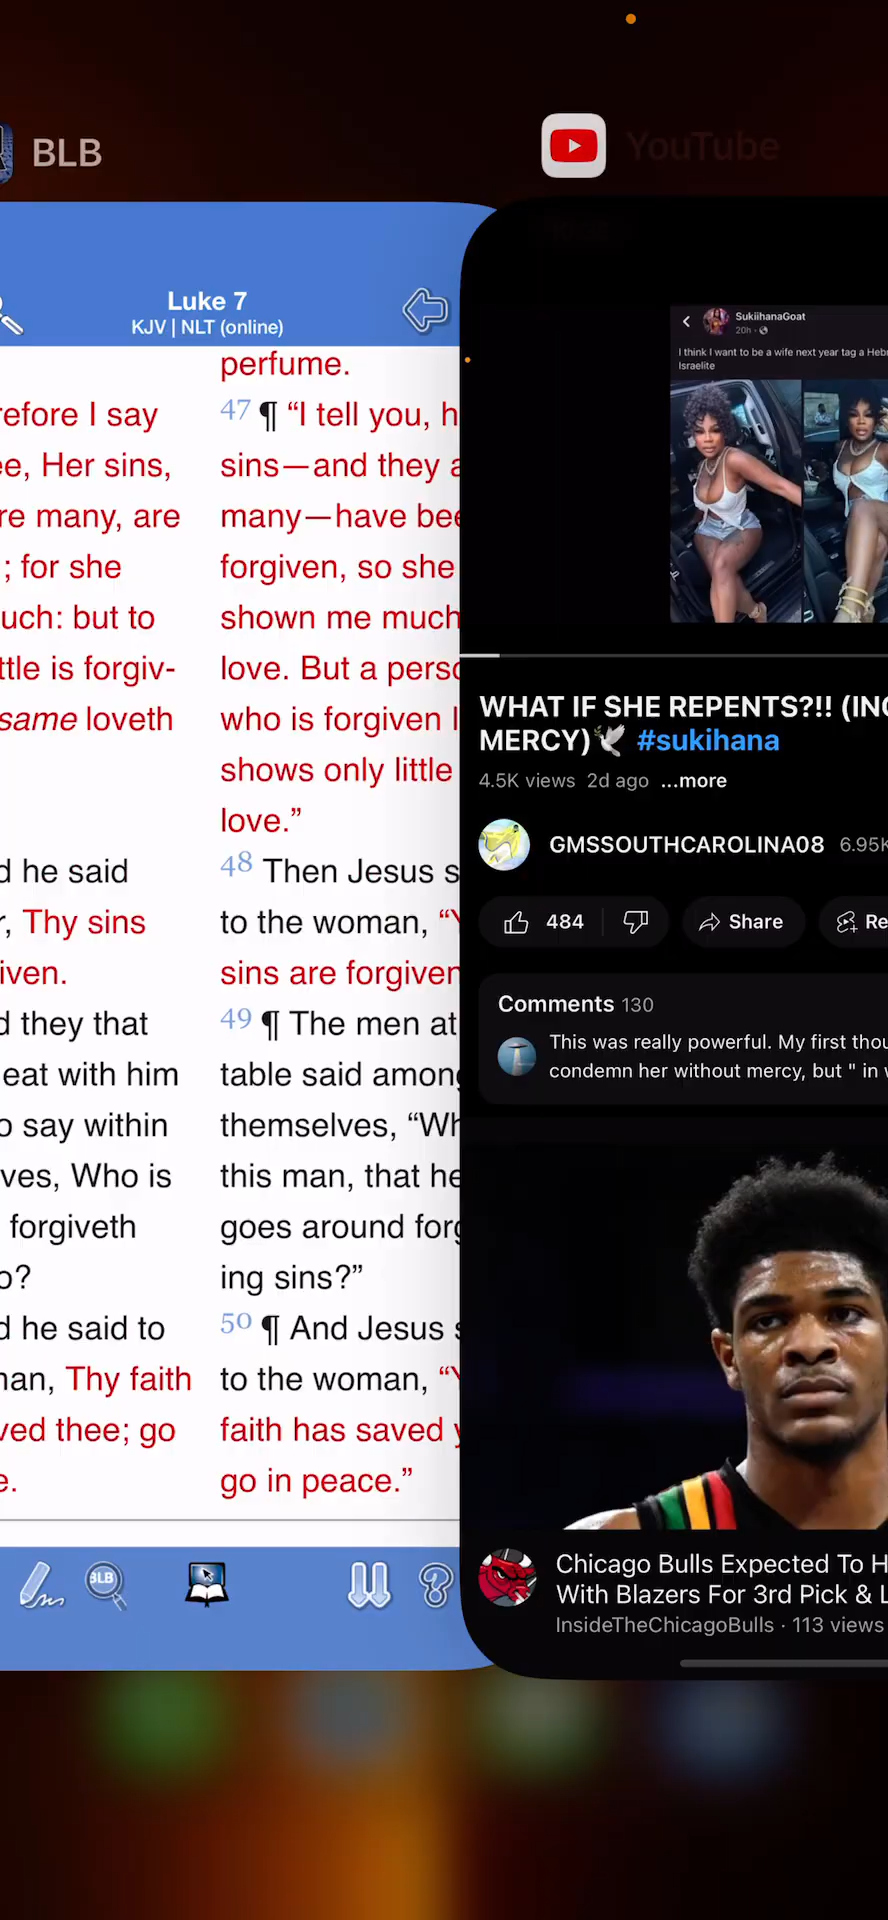 BLB
YouTube
Luke 7
KJV | NLT (online)
refore I say
ee, Her sins,
re many, are
; for she
uch: but to
ttle is forgiv-
same loveth
d he said
r, Thy sins
iven.
d they that
eat with him
o say within
ves, Who is
forgiveth
o?
d he said to
nan, Thy faith
ved thee; go
e.
perfume.
47 ¶ “I tell you, h
sins—and they a
many—have bee
forgiven, so she
shown me much
love. But a perso
who is forgiven l
shows only little
love.”
48 Then Jesus s
to the woman, “Y
sins are forgiven
49 ¶ The men at
table said among
themselves, “Wh
this man, that he
goes around forg
ing sins?”
50 ¶ And Jesus s
to the woman, “Y
faith has saved y
go in peace.”
BLB
SukiihanaGoat
20h
I think I want to be a wife next year tag a Heb
Israelite
WHAT IF SHE REPENTS?!! (INC
MERCY)🕊️ #sukihana
4.5K views 2d ago ...more
GMSSOUTHCAROLINA08 6.95K
484 Share Re
Comments 130
This was really powerful. My first thou
condemn her without mercy, but " in w
Chicago Bulls Expected To H
With Blazers For 3rd Pick & L
InsideTheChicagoBulls · 113 views